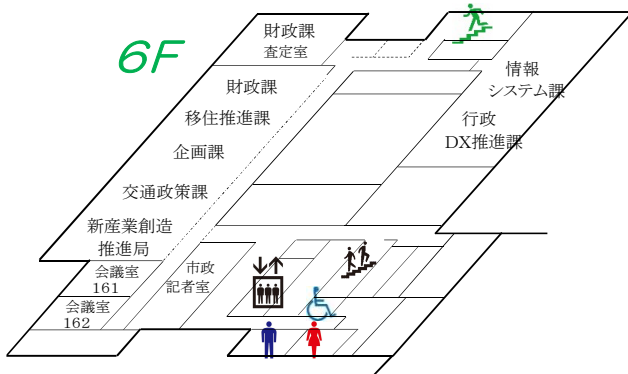 6F
財政課
査定室
財政課
移住推進課
企画課
交通政策課
新産業創造
推進局
会議室
161
会議室
162
市政
記者室
情報
システム課
行政
DX推進課